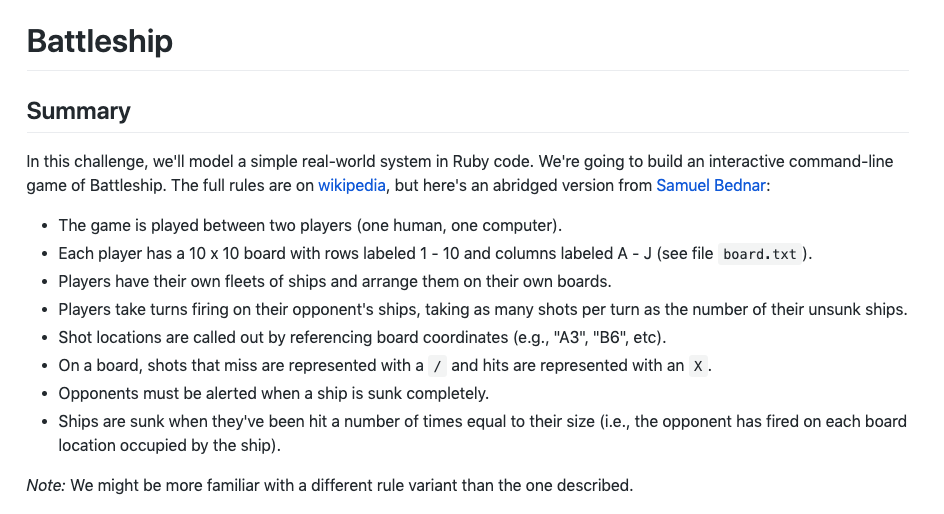 Battleship
Summary
In this challenge, we'll model a simple real-world system in Ruby code. We're going to build an interactive command-line
game of Battleship. The full rules are on wikipedia, but here's an abridged version from Samuel Bednar:
• The game is played between two players (one human, one computer).
• Each player has a 10 x 10 board with rows labeled 1 - 10 and columns labeled A - J (see file board.txt ).
• Players have their own fleets of ships and arrange them on their own boards.
• Players take turns firing on their opponent's ships, taking as many shots per turn as the number of their unsunk ships.
• Shot locations are called out by referencing board coordinates (e.g., "A3", "B6", etc).
• On a board, shots that miss are represented with a / and hits are represented with an X .
• Opponents must be alerted when a ship is sunk completely.
• Ships are sunk when they've been hit a number of times equal to their size (i.e., the opponent has fired on each board
location occupied by the ship).
Note: We might be more familiar with a different rule variant than the one described.